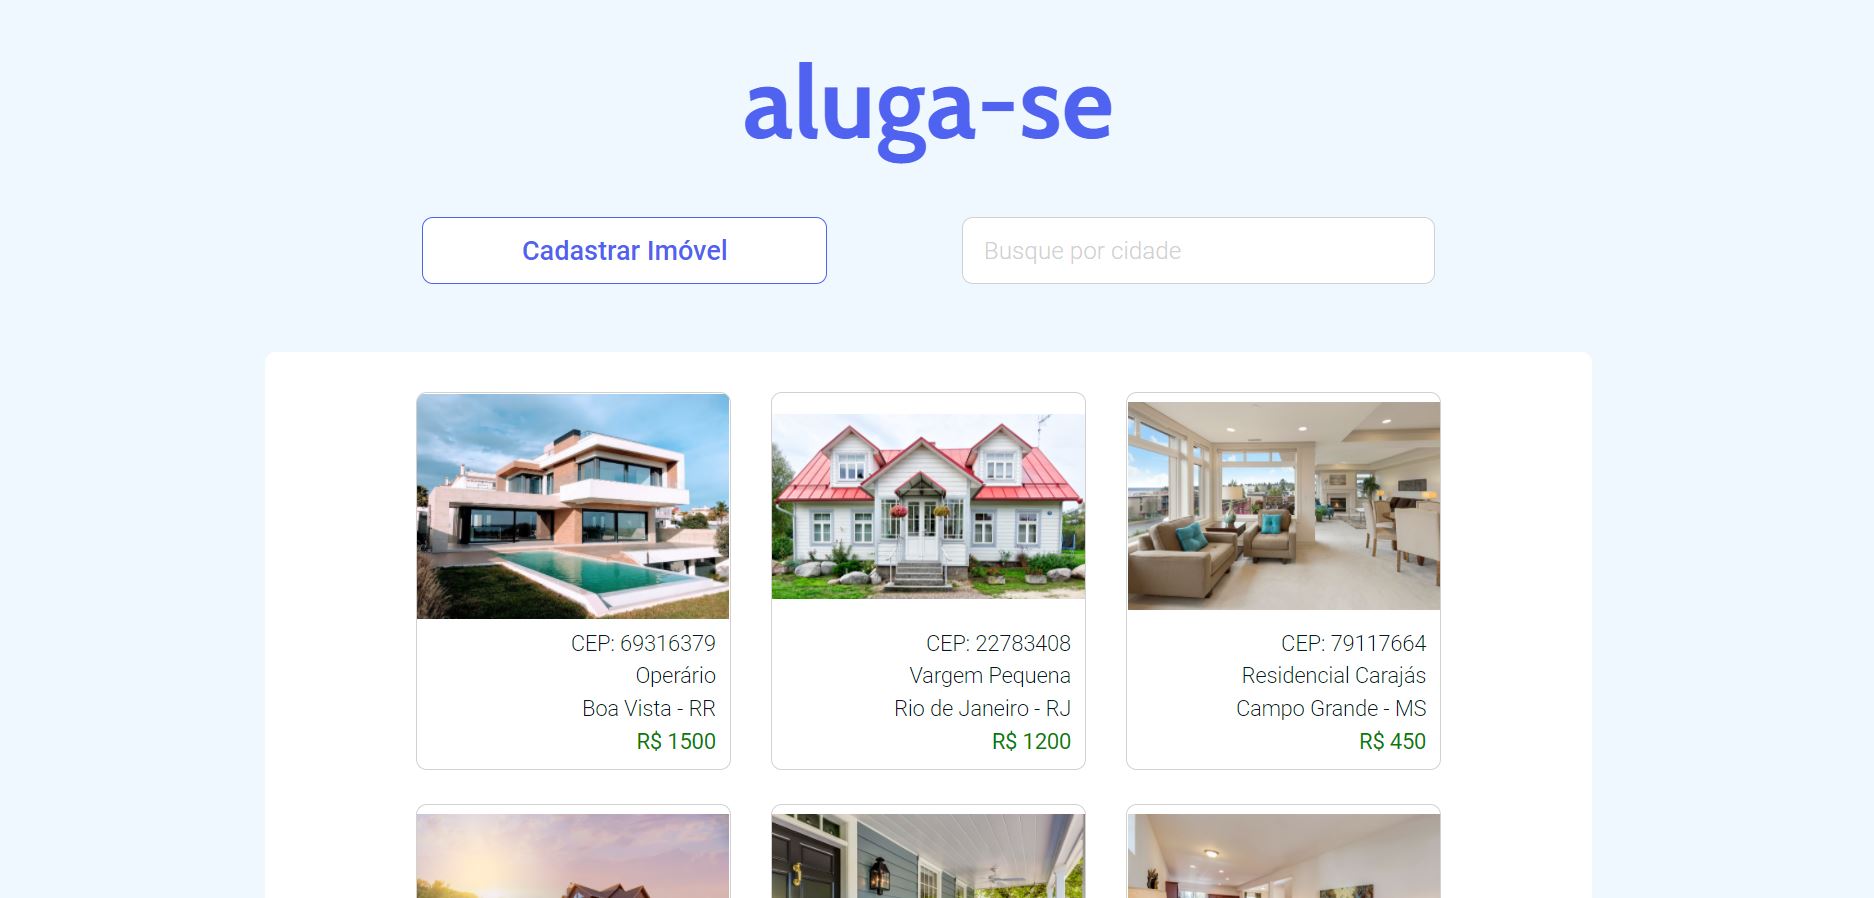 aluga-se
Cadastrar Imóvel
Busque por cidade
CEP: 69316379
Operário
Boa Vista - RR
R$ 1500
CEP: 22783408
Vargem Pequena
Rio de Janeiro - RJ
R$ 1200
CEP: 79117664
Residencial Carajás
Campo Grande - MS
R$ 450